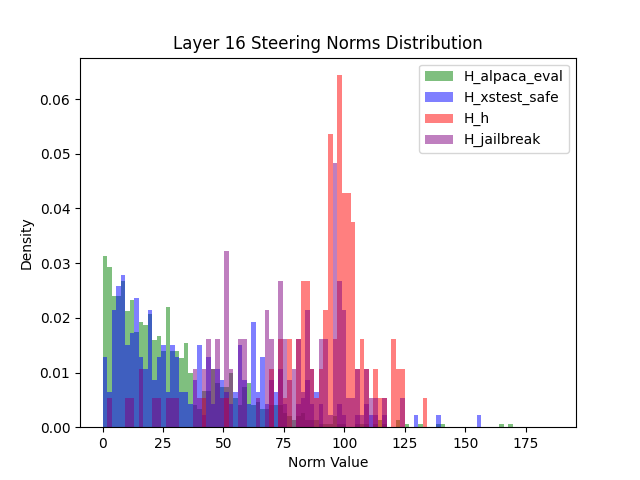 Layer 16 Steering Norms Distribution
H_alpaca_eval
H_xstest_safe
H_h
H_jailbreak
Density
0.06
0.05
0.04
0.03
0.02
0.01
0.00
0 25 50 75 100 125 150 175
Norm Value